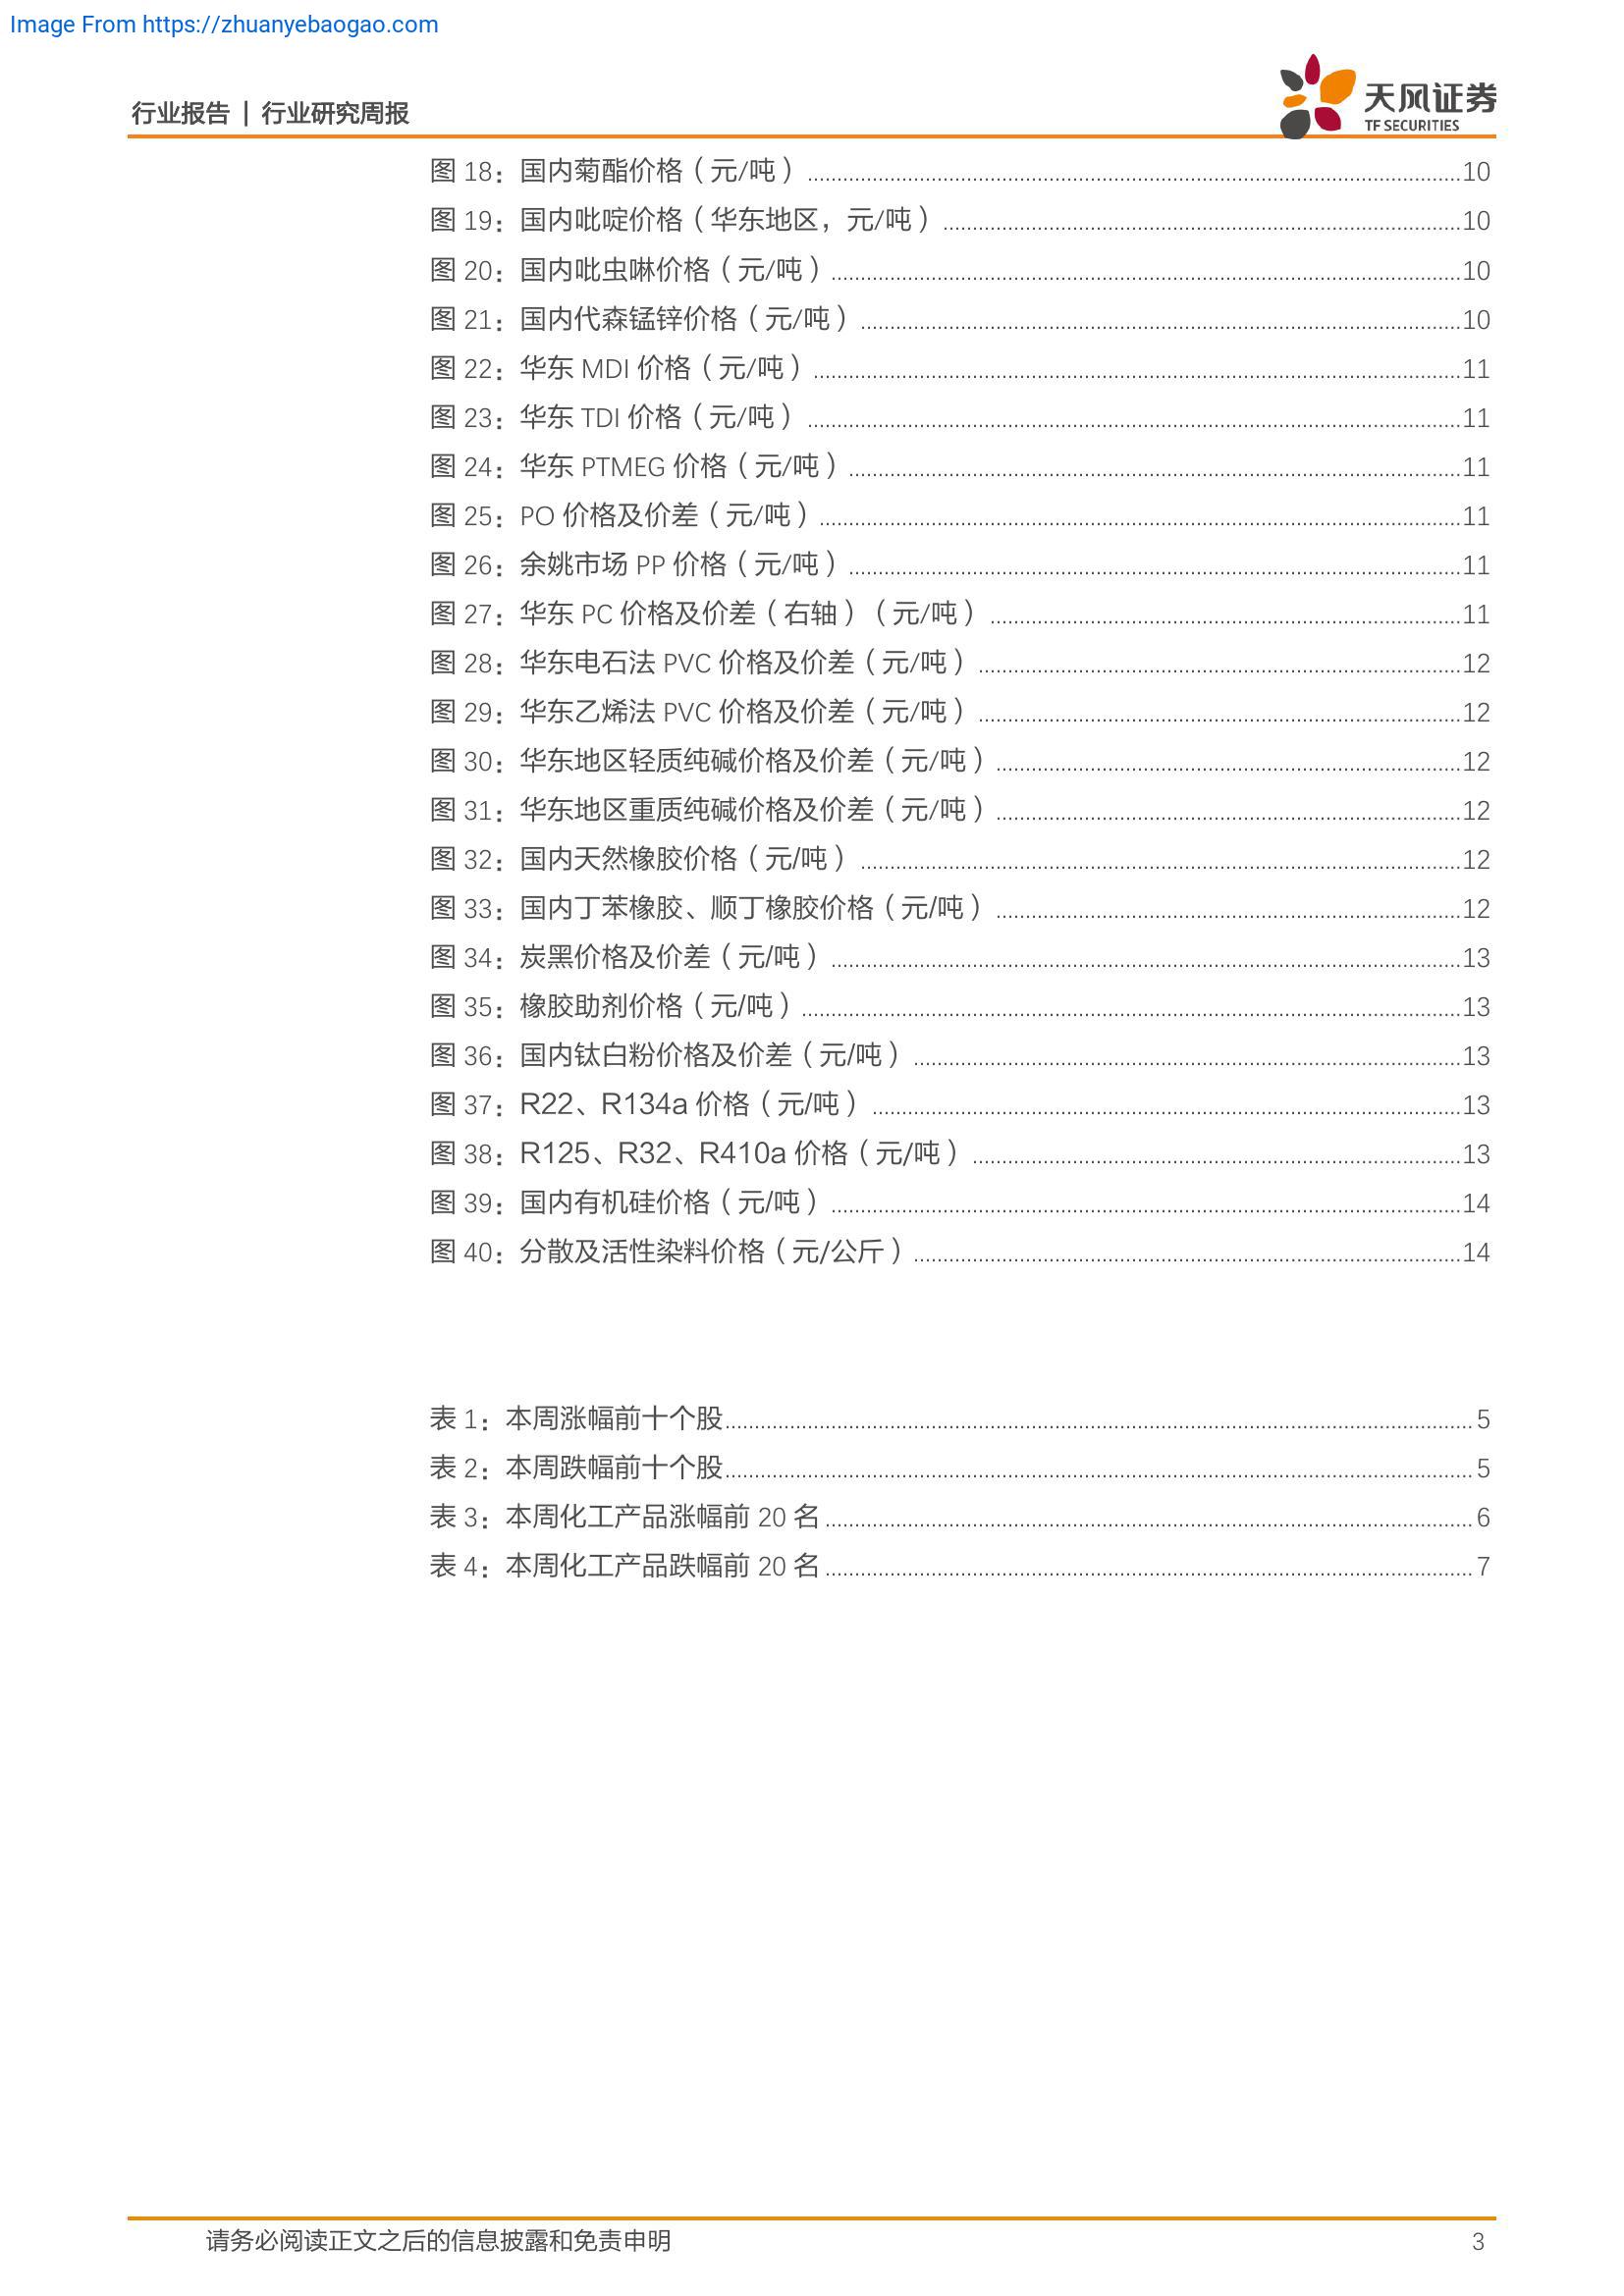 Image From https://zhuanyebaogao.com
行业报告 | 行业研究周报
天风证券
TF SECURITIES
图 18：国内菊酯价格（元/吨）10
图 19：国内吡啶价格（华东地区，元/吨）10
图 20：国内吡虫啉价格（元/吨）10
图 21：国内代森锰锌价格（元/吨）10
图 22：华东 MDI 价格（元/吨）11
图 23：华东 TDI 价格（元/吨）11
图 24：华东 PTMEG 价格（元/吨）11
图 25：PO 价格及价差（元/吨）11
图 26：余姚市场 PP 价格（元/吨）11
图 27：华东 PC 价格及价差（右轴）（元/吨）11
图 28：华东电石法 PVC 价格及价差（元/吨）12
图 29：华东乙烯法 PVC 价格及价差（元/吨）12
图 30：华东地区轻质纯碱价格及价差（元/吨）12
图 31：华东地区重质纯碱价格及价差（元/吨）12
图 32：国内天然橡胶价格（元/吨）12
图 33：国内丁苯橡胶、顺丁橡胶价格（元/吨）12
图 34：炭黑价格及价差（元/吨）13
图 35：橡胶助剂价格（元/吨）13
图 36：国内钛白粉价格及价差（元/吨）13
图 37：R22、R134a 价格（元/吨）13
图 38：R125、R32、R410a 价格（元/吨）13
图 39：国内有机硅价格（元/吨）14
图 40：分散及活性染料价格（元/公斤）14
表 1：本周涨幅前十个股5
表 2：本周跌幅前十个股5
表 3：本周化工产品涨幅前 20 名6
表 4：本周化工产品跌幅前 20 名7
请务必阅读正文之后的信息披露和免责申明 3